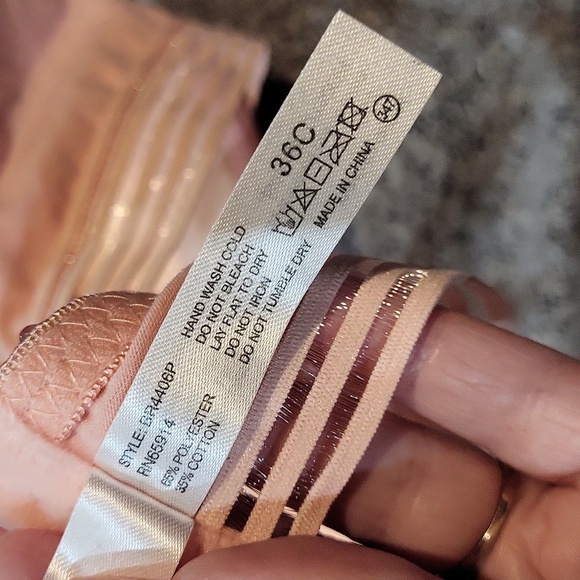 36C
347
MADE IN CHINA
HAND WASH COLD
DO NOT BLEACH
LAY FLAT TO DRY
DO NOT IRON
DO NOT TUMBLE DRY
STYLE: BR4406P
RN65914
65% POLYESTER
35% COTTON